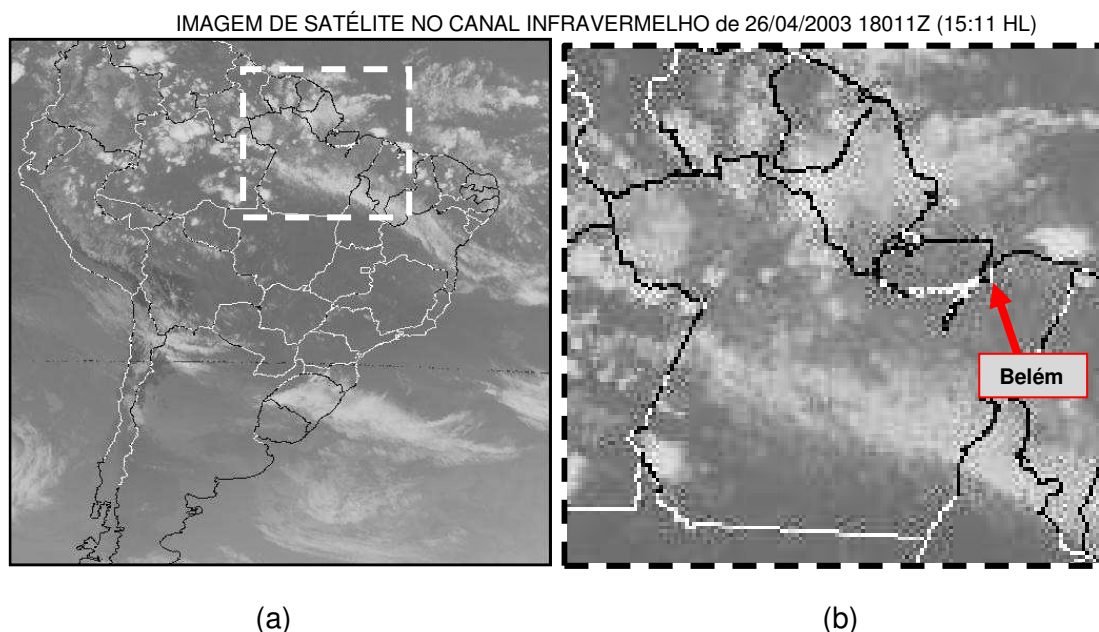 IMAGEM DE SATÉLITE NO CANAL INFRAVERMELHO de 26/04/2003 18011Z (15:11 HL)
Belém
(a)
(b)